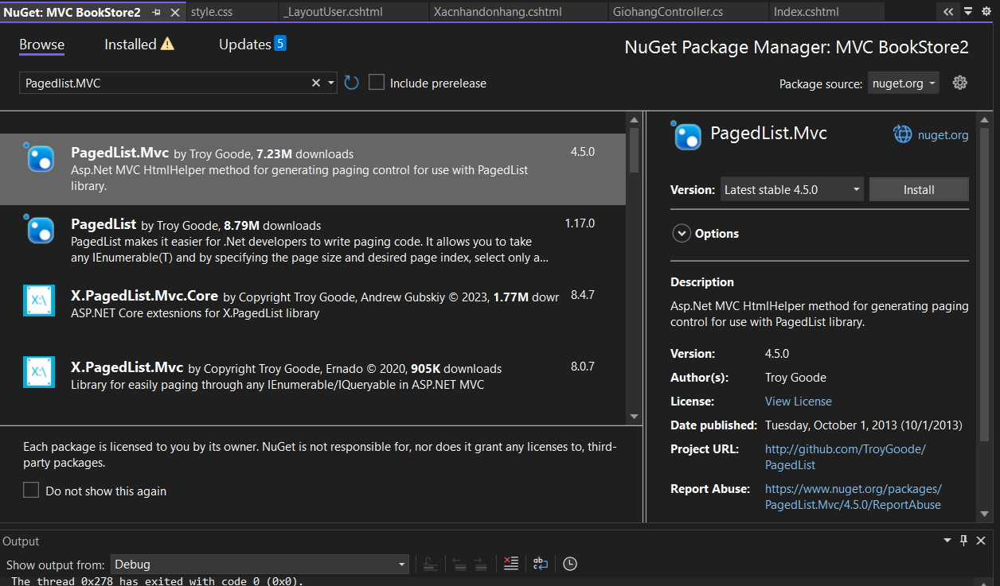 NuGet: MVC BookStore2
style.css
_LayoutUser.cshtml
Xacnhandonhang.cshtml
GiohangController.cs
Index.cshtml
Browse
Installed
Updates 5
NuGet Package Manager: MVC BookStore2
Pagedlist.MVC
Include prerelease
Package source: nuget.org
PagedList.Mvc by Troy Goode, 7.23M downloads 4.5.0
Asp.Net MVC HtmlHelper method for generating paging control for use with PagedList
library.
PagedList by Troy Goode, 8.79M downloads 1.17.0
PagedList makes it easier for .Net developers to write paging code. It allows you to take
any IEnumerable(T) and by specifying the page size and desired page index, select only a...
X:\
X.PagedList.Mvc.Core by Copyright Troy Goode, Andrew Gubskiy © 2023, 1.77M downr 8.4.7
ASP.NET Core extesnions for X.PagedList library
X:\
X.PagedList.Mvc by Copyright Troy Goode, Ernado © 2020, 905K downloads 8.0.7
Library for easily paging through any IEnumerable/IQueryable in ASP.NET MVC
Each package is licensed to you by its owner. NuGet is not responsible for, nor does it grant any licenses to, third-
party packages.
Do not show this again
PagedList.Mvc
nuget.org
Version: Latest stable 4.5.0
Install
Options
Description
Asp.Net MVC HtmlHelper method for generating paging
control for use with PagedList library.
Version: 4.5.0
Author(s): Troy Goode
License: View License
Date published: Tuesday, October 1, 2013 (10/1/2013)
Project URL: http://github.com/TroyGoode/
PagedList
Report Abuse: https://www.nuget.org/packages/
PagedList.Mvc/4.5.0/ReportAbuse
Output
Show output from: Debug
The thread 0x278 has exited with code 0 (0x0).